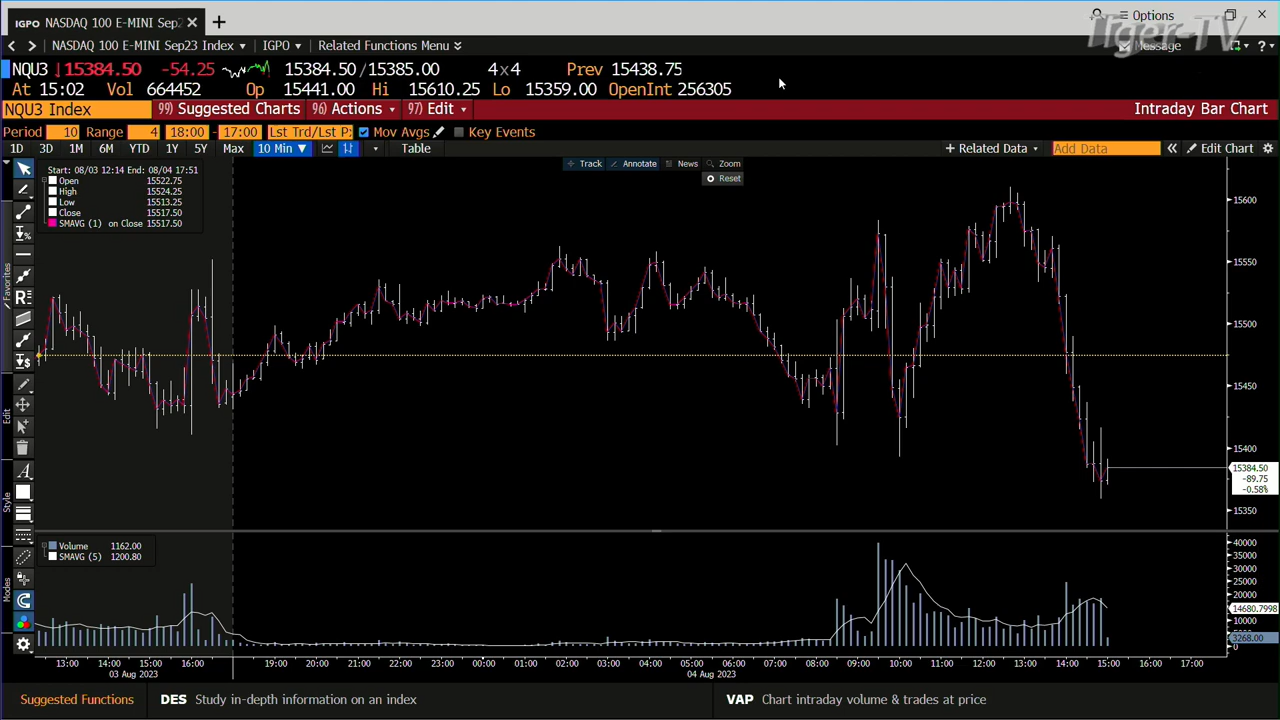 IGPO NASDAQ 100 E-MINI Sep2
Options
Tiger-TV
NASDAQ 100 E-MINI Sep23 Index IGPO Related Functions Menu Message
NQU3 15384.50 -54.25 15384.50/15385.00 4x4 Prev 15438.75
At 15:02 Vol 664452 Op 15441.00 Hi 15610.25 Lo 15359.00 OpenInt 256305
NQU3 Index 99) Suggested Charts 96) Actions 97) Edit Intraday Bar Chart
Period 10 Range 4 18:00 - 17:00 Lst Trd/Lst P Mov Avgs Key Events
1D 3D 1M 6M YTD 1Y 5Y Max 10 Min Table + Related Data Add Data Edit Chart
Track Annotate News Zoom
Reset
Start: 08/03 12:14 End: 08/04 17:51
Open 15522.75
High 15524.25
Low 15513.25
Close 15517.50
SMAVG (1) on Close 15517.50
Favorites
Edit
Style
Modes
15600
15550
15500
15450
15400
15384.50
-89.75
-0.58%
15350
Volume 1162.00
SMAVG (5) 1200.80
40000
35000
30000
25000
20000
14680.7998
10000
3268.00
0
13:00 14:00 15:00 16:00 19:00 20:00 21:00 22:00 23:00 00:00 01:00 02:00 03:00 04:00 05:00 06:00 07:00 08:00 09:00 10:00 11:00 12:00 13:00 14:00 15:00 16:00 17:00
03 Aug 2023 04 Aug 2023
Suggested Functions DES Study in-depth information on an index VAP Chart intraday volume & trades at price